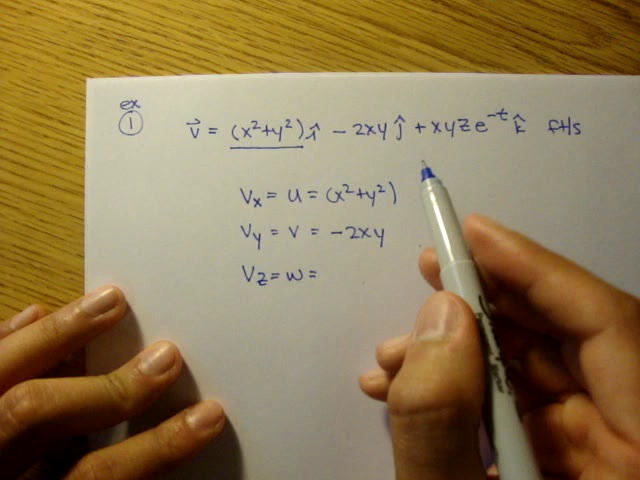 ex
① v⃗ = (x²+y²)î − 2xy ĵ + xyze⁻ᵗ k̂ ft/s
Vx = u = (x²+y²)
Vy = v = −2xy
Vz = w =